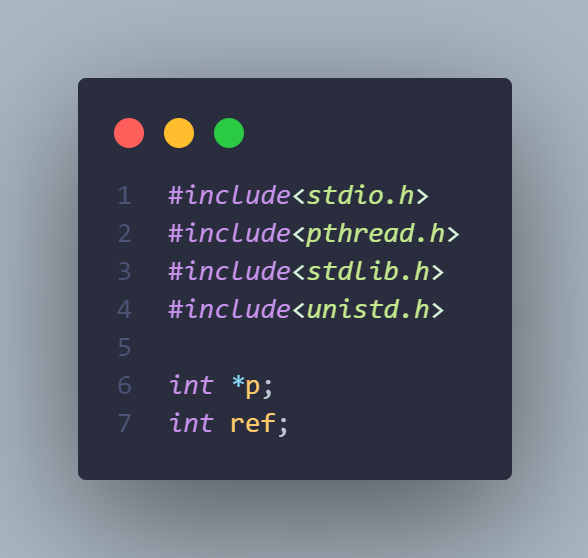 1 #include<stdio.h>
2 #include<pthread.h>
3 #include<stdlib.h>
4 #include<unistd.h>
5
6 int *p;
7 int ref;